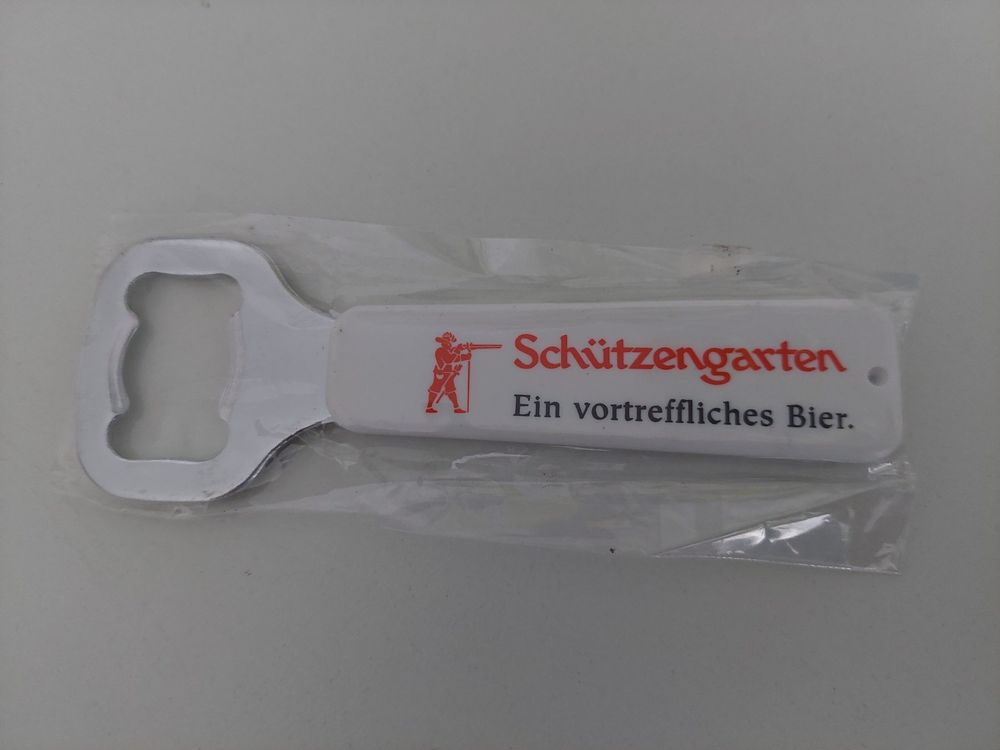 Schützengarten
Ein vortreffliches Bier.